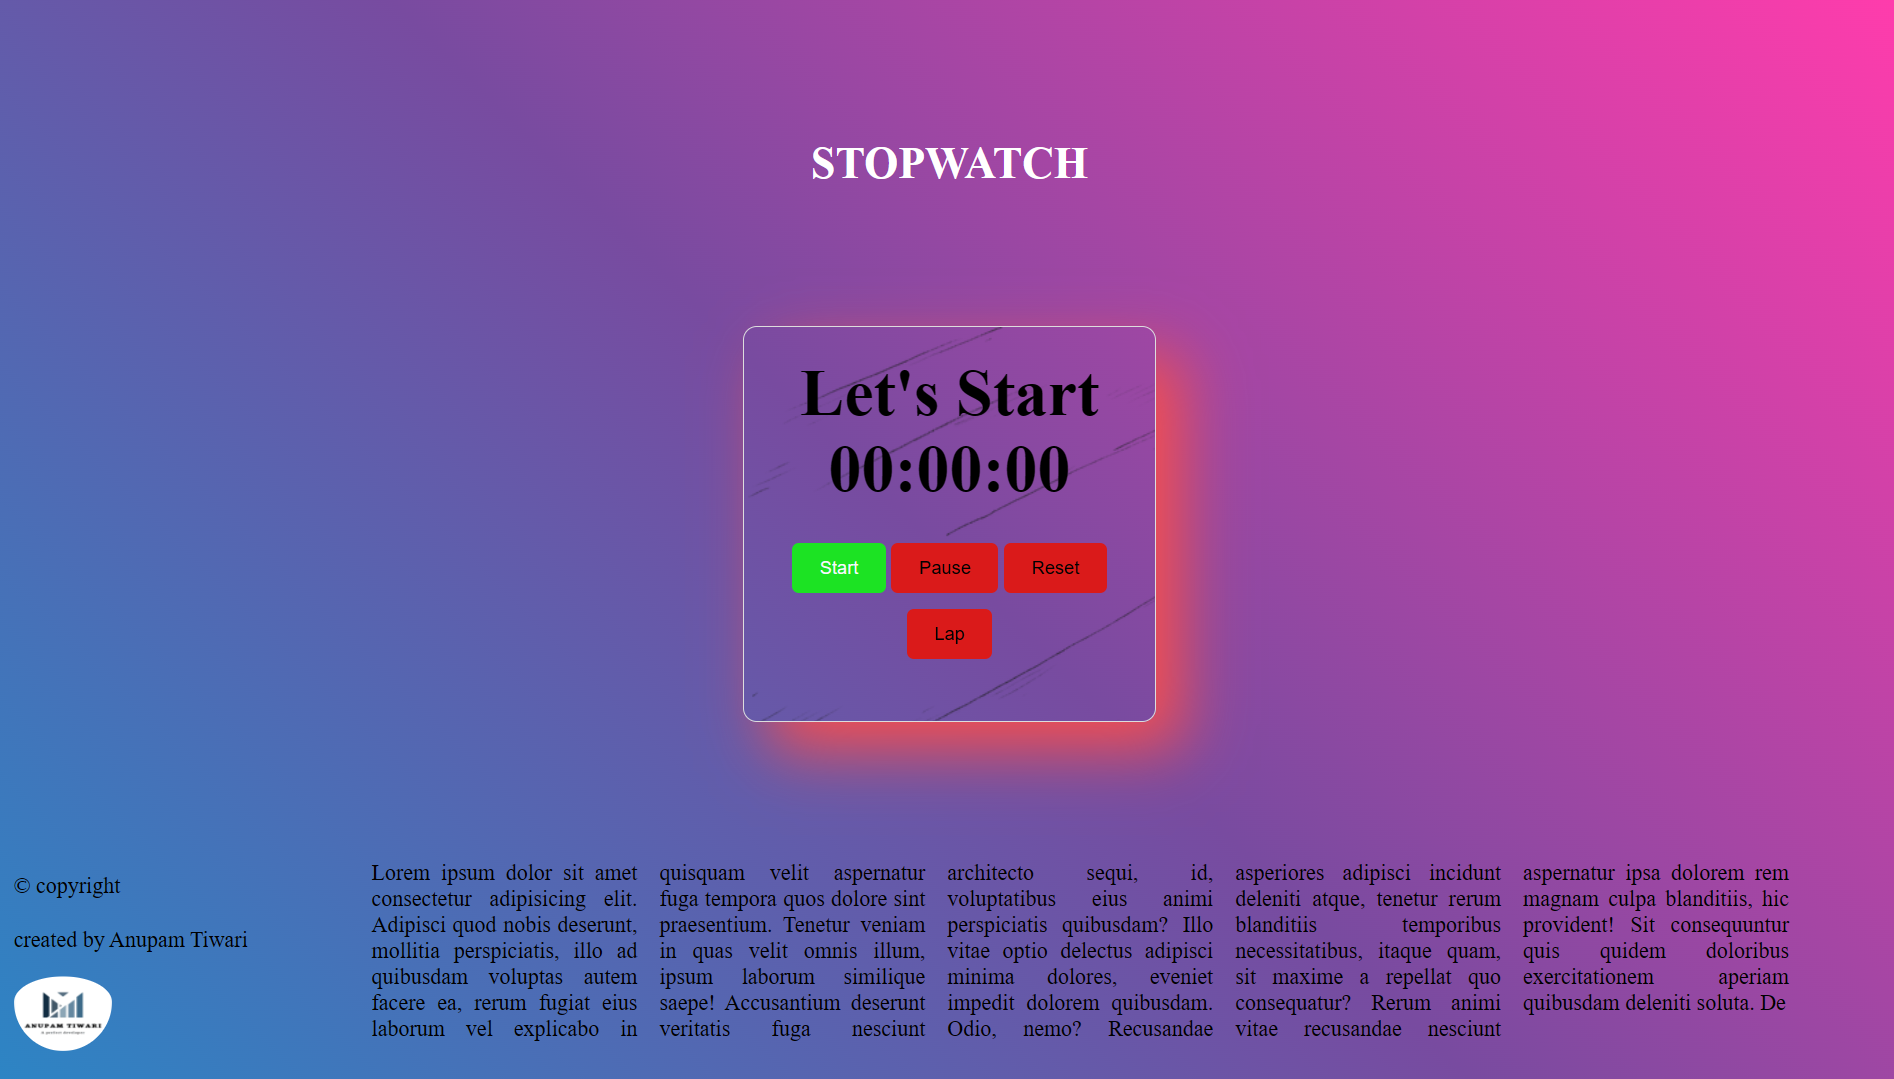 STOPWATCH
Let's Start
00:00:00
Start Pause Reset
Lap
© copyright
created by Anupam Tiwari
ANUPAM TIWARI
Lorem ipsum dolor sit amet
consectetur adipisicing elit.
Adipisci quod nobis deserunt,
mollitia perspiciatis, illo ad
quibusdam voluptas autem
facere ea, rerum fugiat eius
laborum vel explicabo in
quisquam velit aspernatur
fuga tempora quos dolore sint
praesentium. Tenetur veniam
in quas velit omnis illum,
ipsum laborum similique
saepe! Accusantium deserunt
veritatis fuga nesciunt
architecto sequi, id,
voluptatibus eius animi
perspiciatis quibusdam? Illo
vitae optio delectus adipisci
minima dolores, eveniet
impedit dolorem quibusdam.
Odio, nemo? Recusandae
asperiores adipisci incidunt
deleniti atque, tenetur rerum
blanditiis temporibus
necessitatibus, itaque quam,
sit maxime a repellat quo
consequatur? Rerum animi
vitae recusandae nesciunt
aspernatur ipsa dolorem rem
magnam culpa blanditiis, hic
provident! Sit consequuntur
quis quidem doloribus
exercitationem aperiam
quibusdam deleniti soluta. De